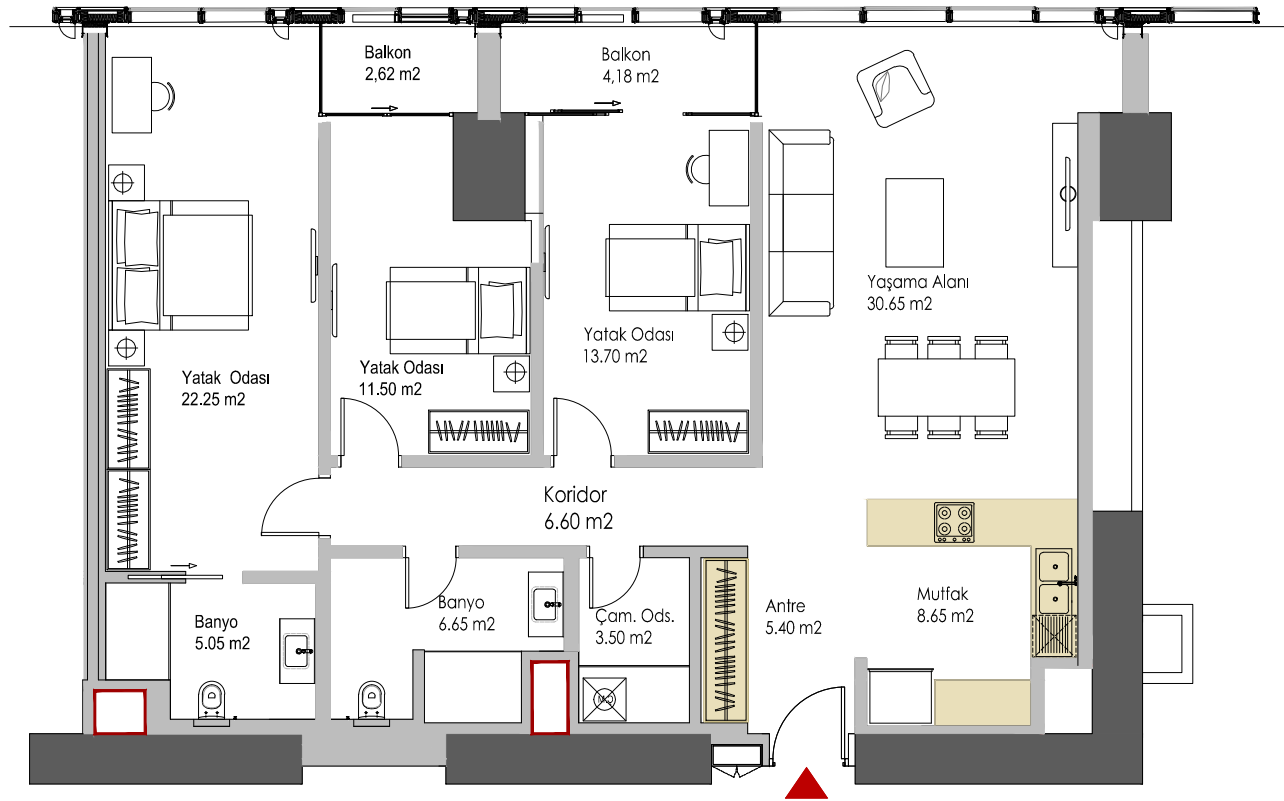 Balkon
2,62 m2
Balkon
4,18 m2
Yaşama Alanı
30.65 m2
Yatak Odası
13.70 m2
Yatak Odası
11.50 m2
Yatak Odası
22.25 m2
Koridor
6.60 m2
Banyo
5.05 m2
Banyo
6.65 m2
Çam. Ods.
3.50 m2
Antre
5.40 m2
Mutfak
8.65 m2